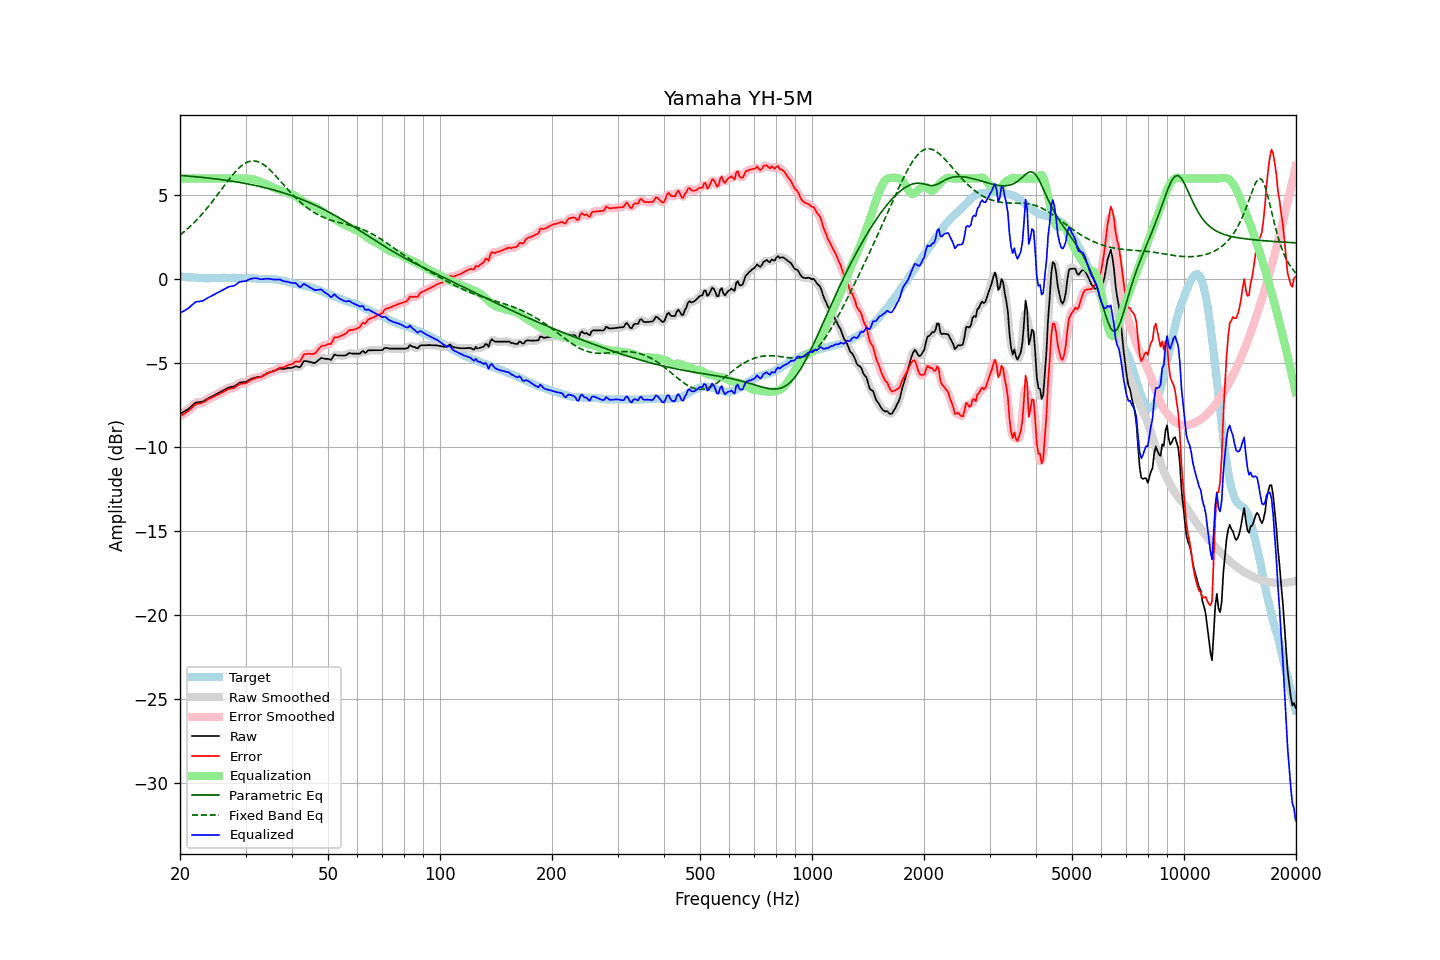 Yamaha YH-5M
Amplitude (dBr)
5
0
−5
−10
−15
−20
−25
−30
Target
Raw Smoothed
Error Smoothed
Raw
Error
Equalization
Parametric Eq
Fixed Band Eq
Equalized
20 50 100 200 500 1000 2000 5000 10000 20000
Frequency (Hz)